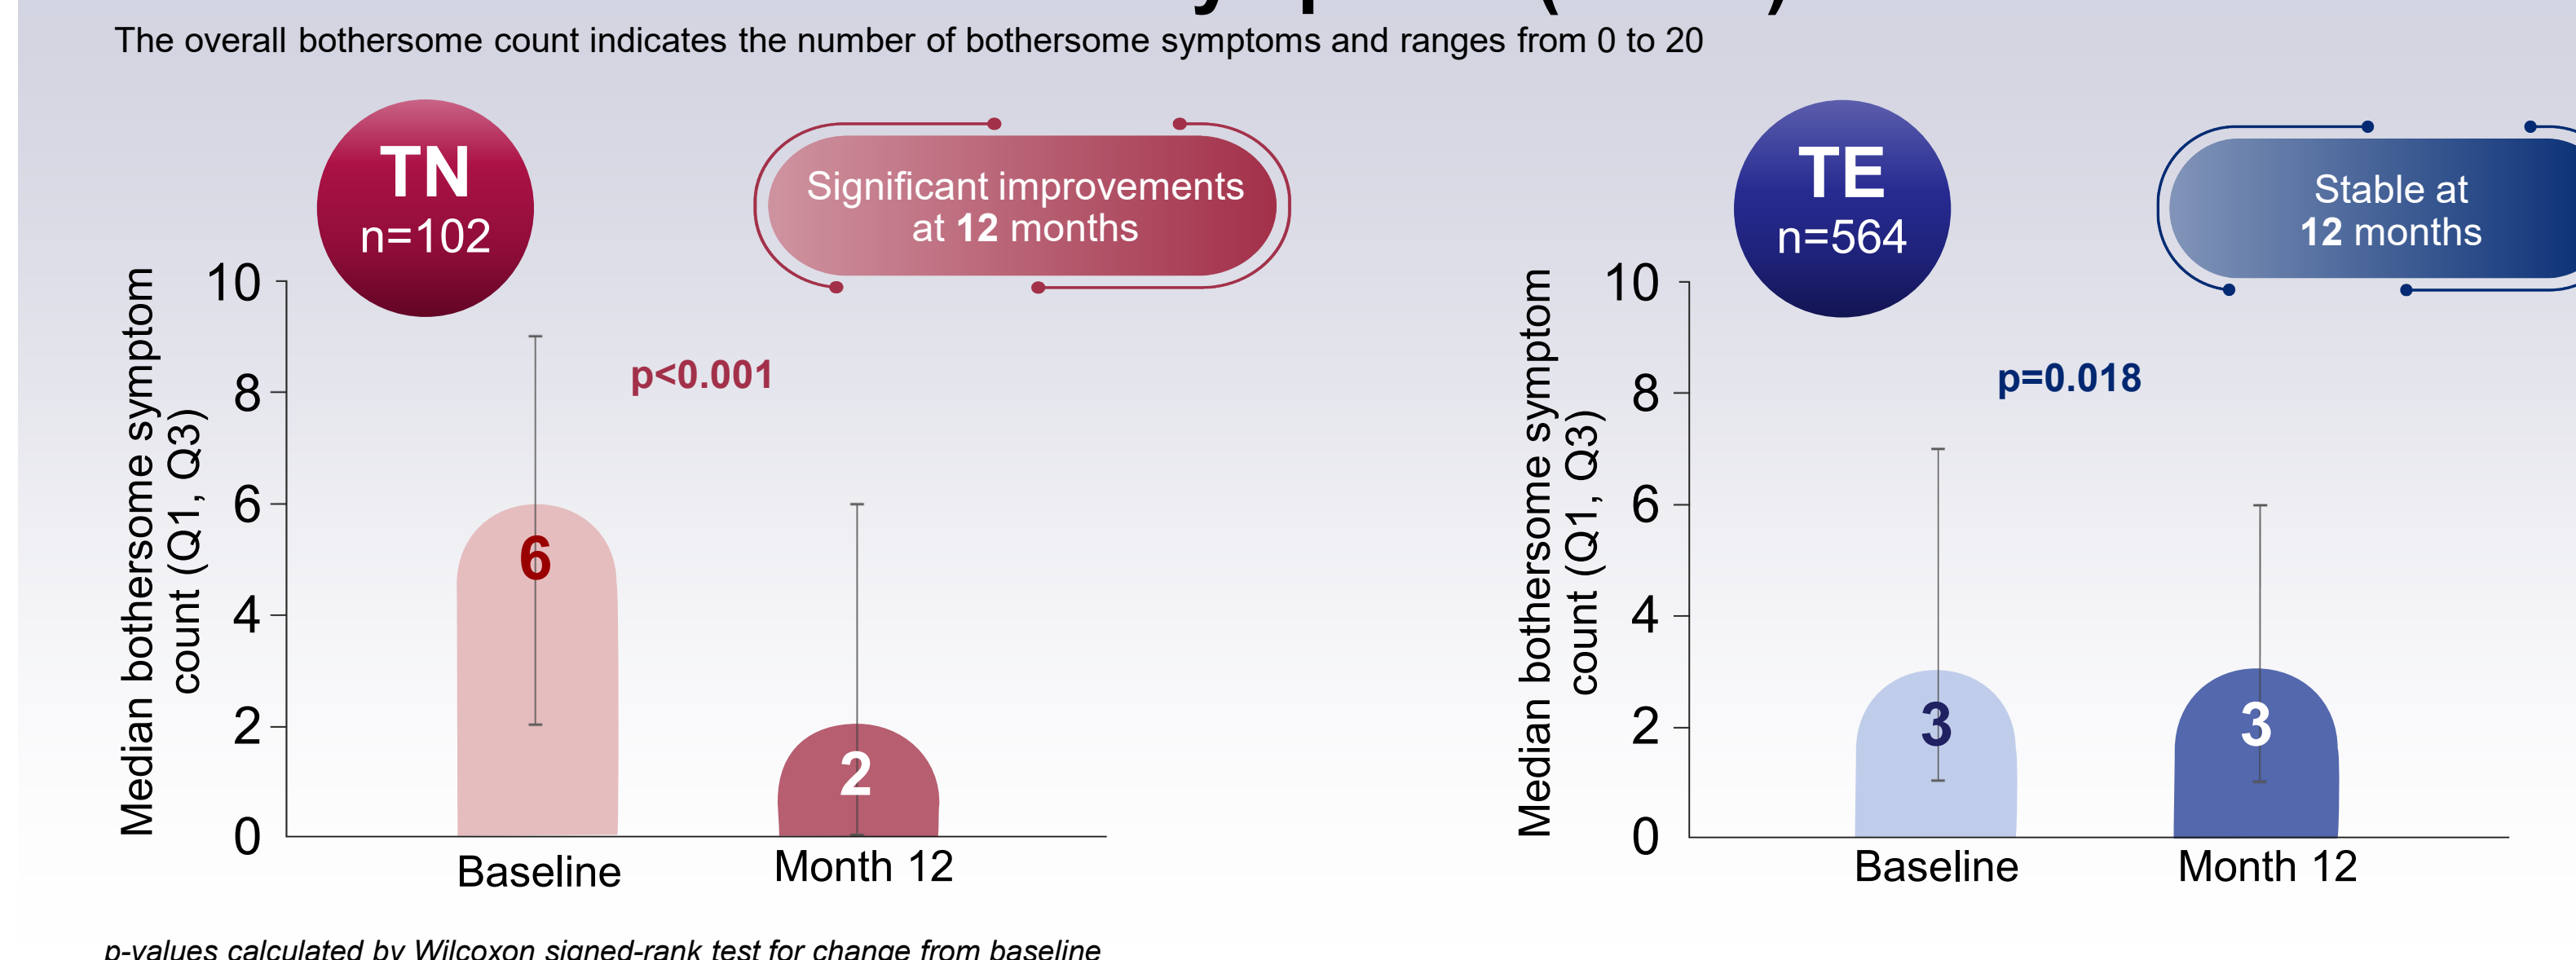 The overall bothersome count indicates the number of bothersome symptoms and ranges from 0 to 20
TN
n=102
Significant improvements
at 12 months
Median bothersome symptom
count (Q1, Q3)
10
8
6
4
2
0
p<0.001
6
2
Baseline
Month 12
TE
n=564
Stable at
12 months
Median bothersome symptom
count (Q1, Q3)
10
8
6
4
2
0
p=0.018
3
3
Baseline
Month 12
p-values calculated by Wilcoxon signed-rank test for change from baseline